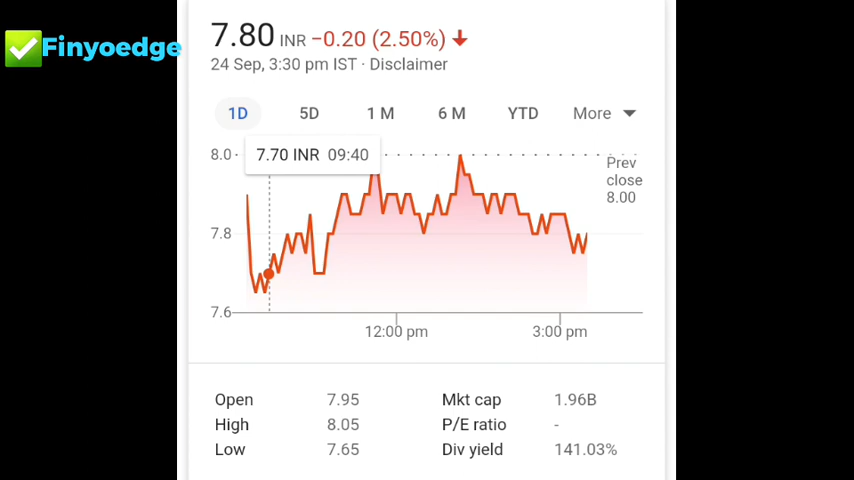 7.80 INR −0.20 (2.50%)
Finyoedge
24 Sep, 3:30 pm IST · Disclaimer
1D 5D 1 M 6 M YTD More
8.0
7.70 INR 09:40
Prev
close
8.00
7.8
7.6
12:00 pm 3:00 pm
Open 7.95 Mkt cap 1.96B
High 8.05 P/E ratio -
Low 7.65 Div yield 141.03%